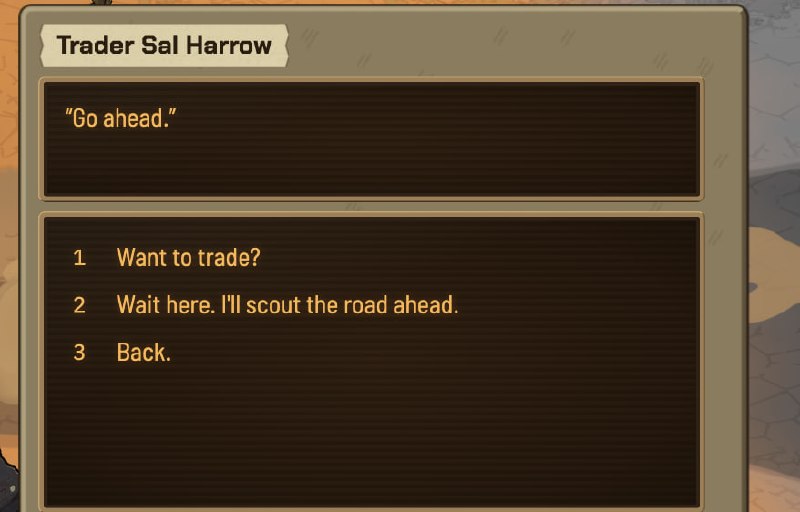 Trader Sal Harrow
"Go ahead."
1 Want to trade?
2 Wait here. I'll scout the road ahead.
3 Back.